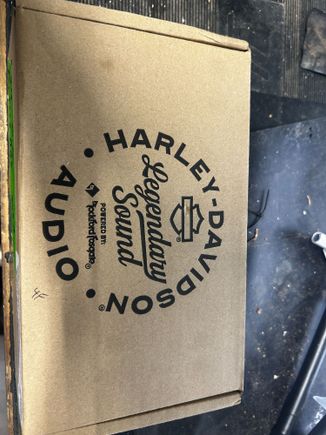 HARLEY-DAVIDSON®
Legendary
Sound
POWERED BY:
Rockford Fosgate®
• AUDIO •